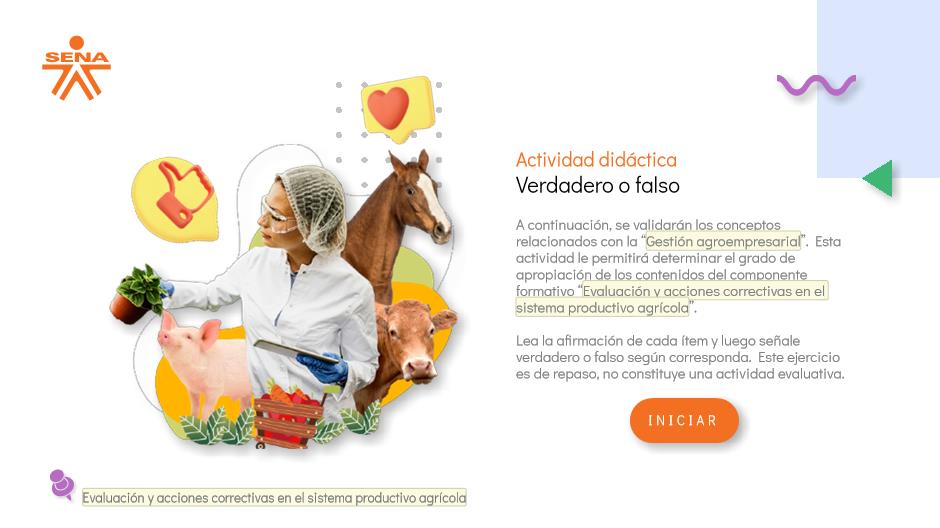 SENA
Actividad didáctica
Verdadero o falso
A continuación, se validarán los conceptos
relacionados con la “Gestión agroempresarial”. Esta
actividad le permitirá determinar el grado de
apropiación de los contenidos del componente
formativo “Evaluación y acciones correctivas en el
sistema productivo agrícola”.
Lea la afirmación de cada ítem y luego señale
verdadero o falso según corresponda. Este ejercicio
es de repaso, no constituye una actividad evaluativa.
INICIAR
Evaluación y acciones correctivas en el sistema productivo agrícola